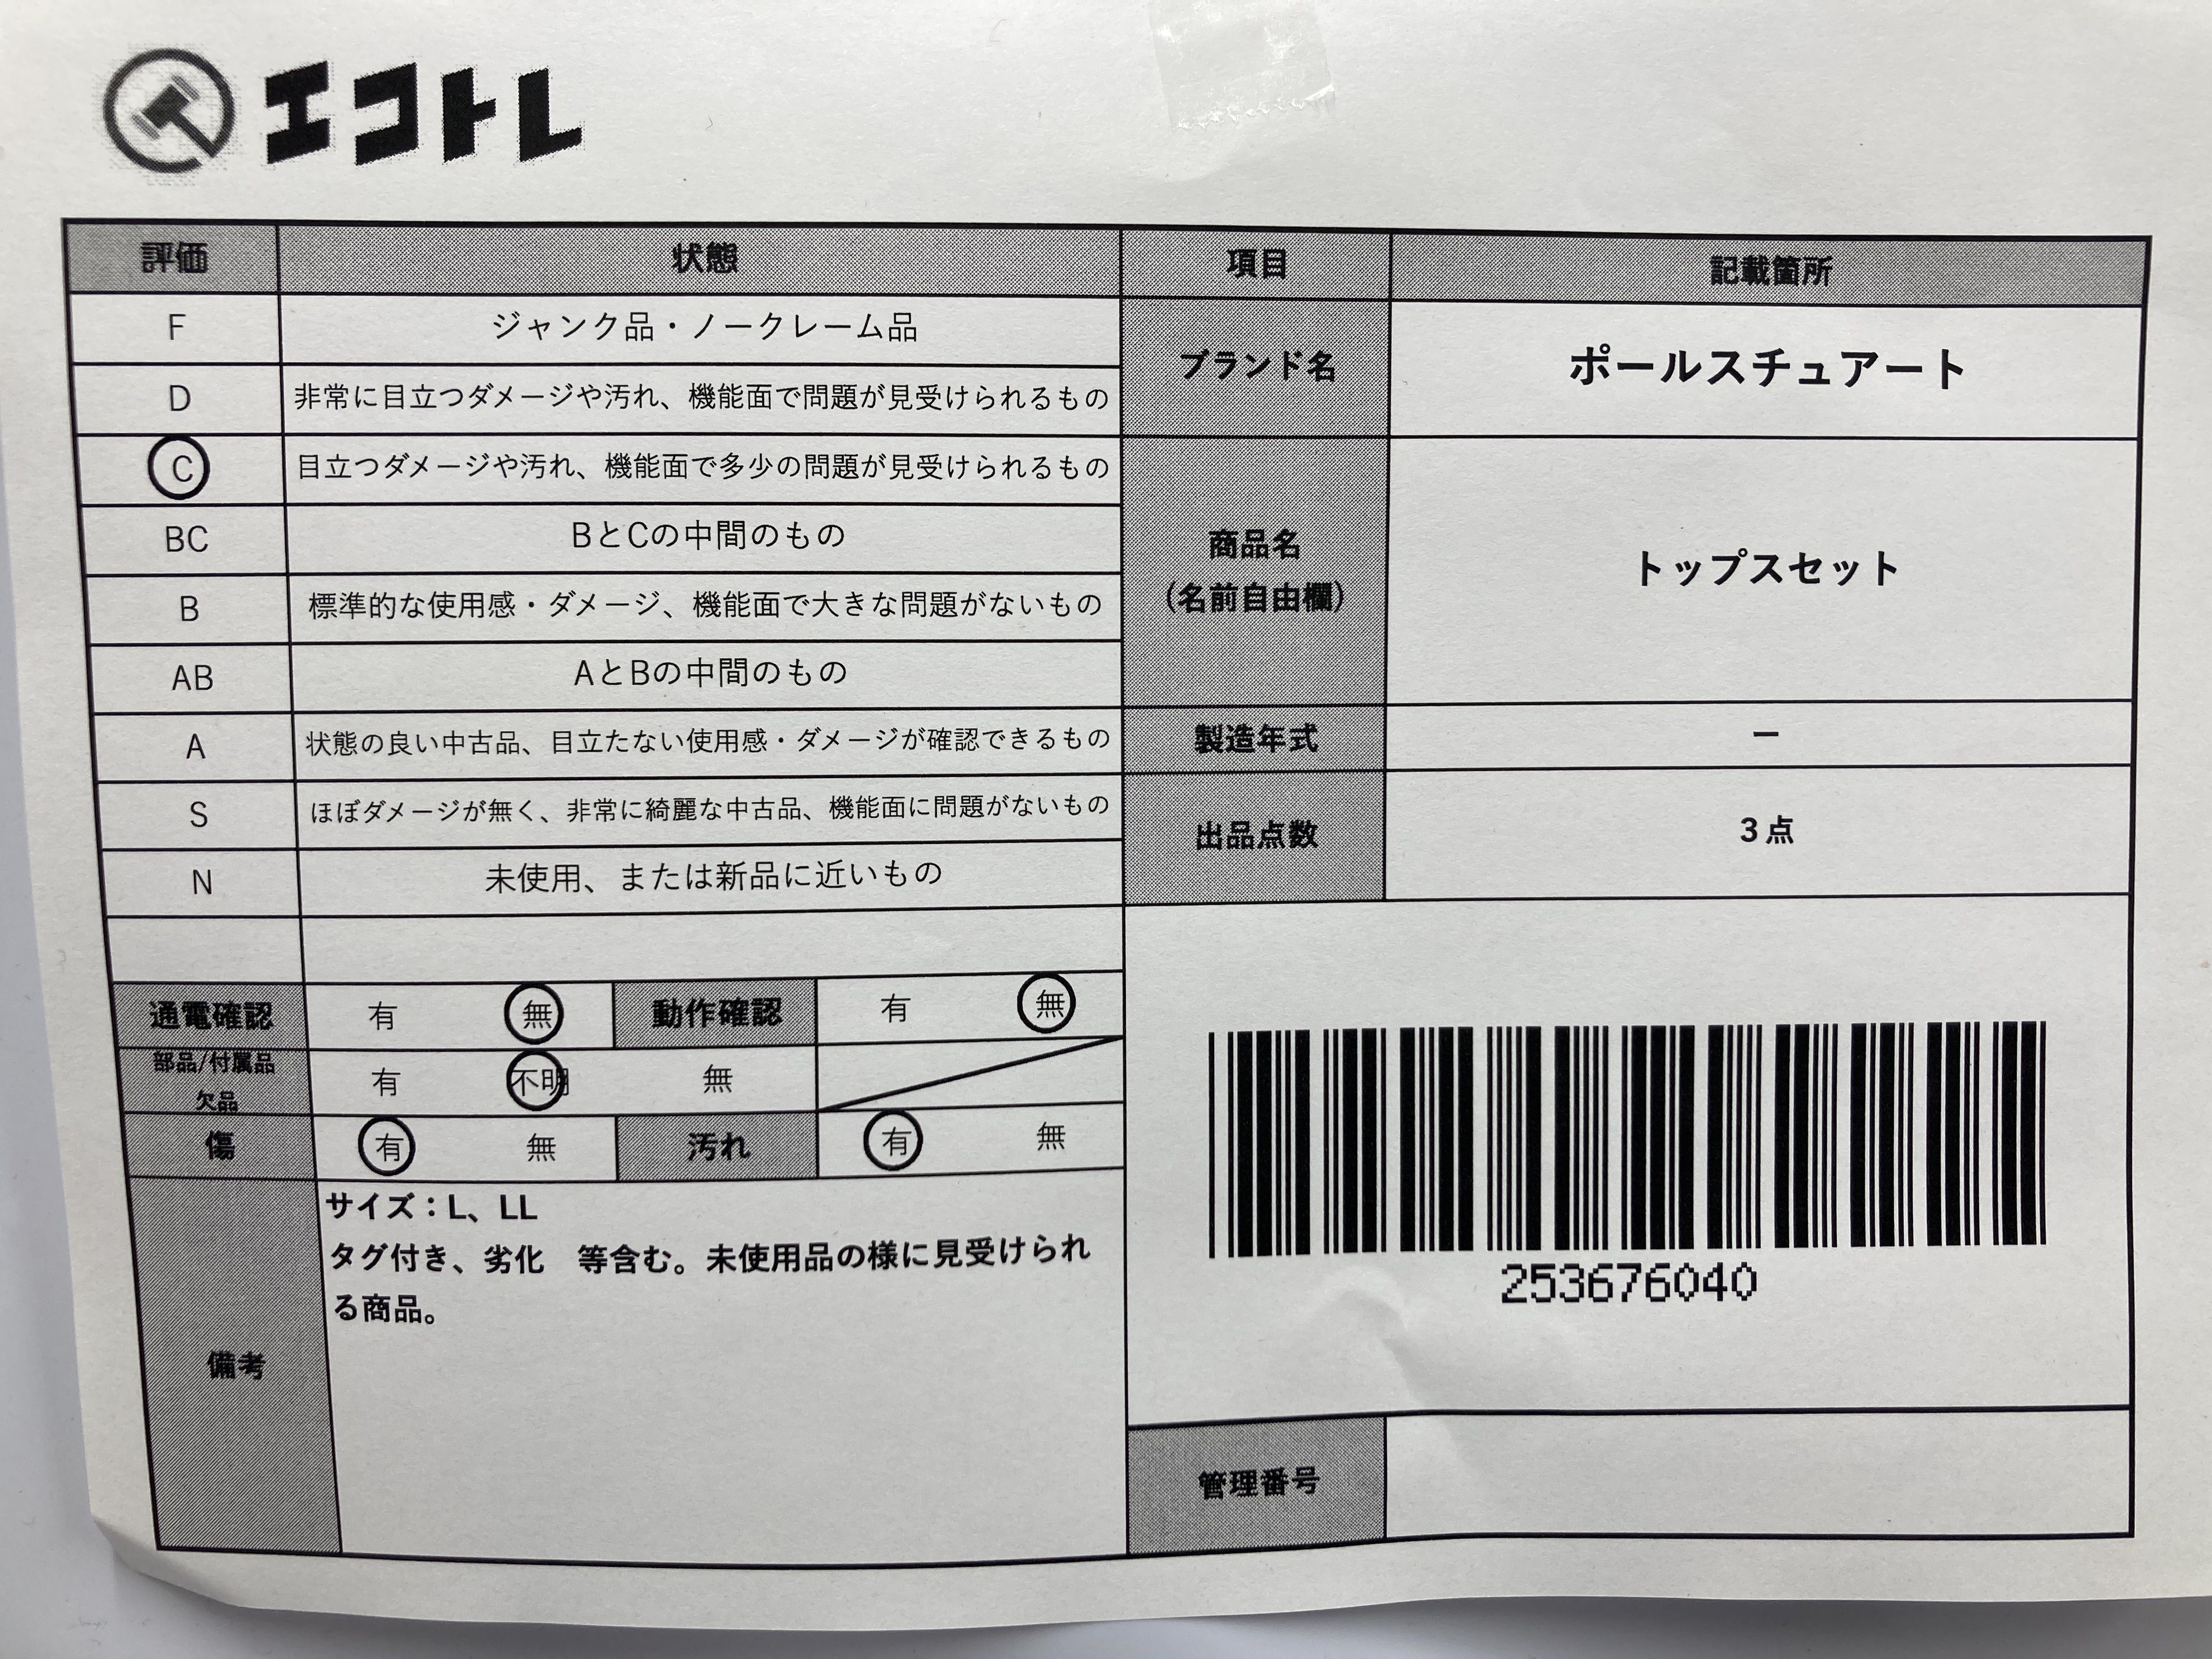 エコトレ
評価 状態 項目 記載箇所
F ジャンク品・ノークレーム品
D 非常に目立つダメージや汚れ、機能面で問題が見受けられるもの
ブランド名 ポールスチュアート
C 目立つダメージや汚れ、機能面で多少の問題が見受けられるもの
BC BとCの中間のもの
B 標準的な使用感・ダメージ、機能面で大きな問題がないもの
商品名
(名前自由欄)
トップスセット
AB AとBの中間のもの
A 状態の良い中古品、目立たない使用感・ダメージが確認できるもの
製造年式 ー
S ほぼダメージが無く、非常に綺麗な中古品、機能面に問題がないもの
出品点数 3点
N 未使用、または新品に近いもの
通電確認 有 無 動作確認 有 無
部品/付属品
欠品
有 不明 無
傷 有 無 汚れ 有 無
備考
サイズ：L、LL
タグ付き、劣化　等含む。未使用品の様に見受けられ
る商品。
253676040
管理番号